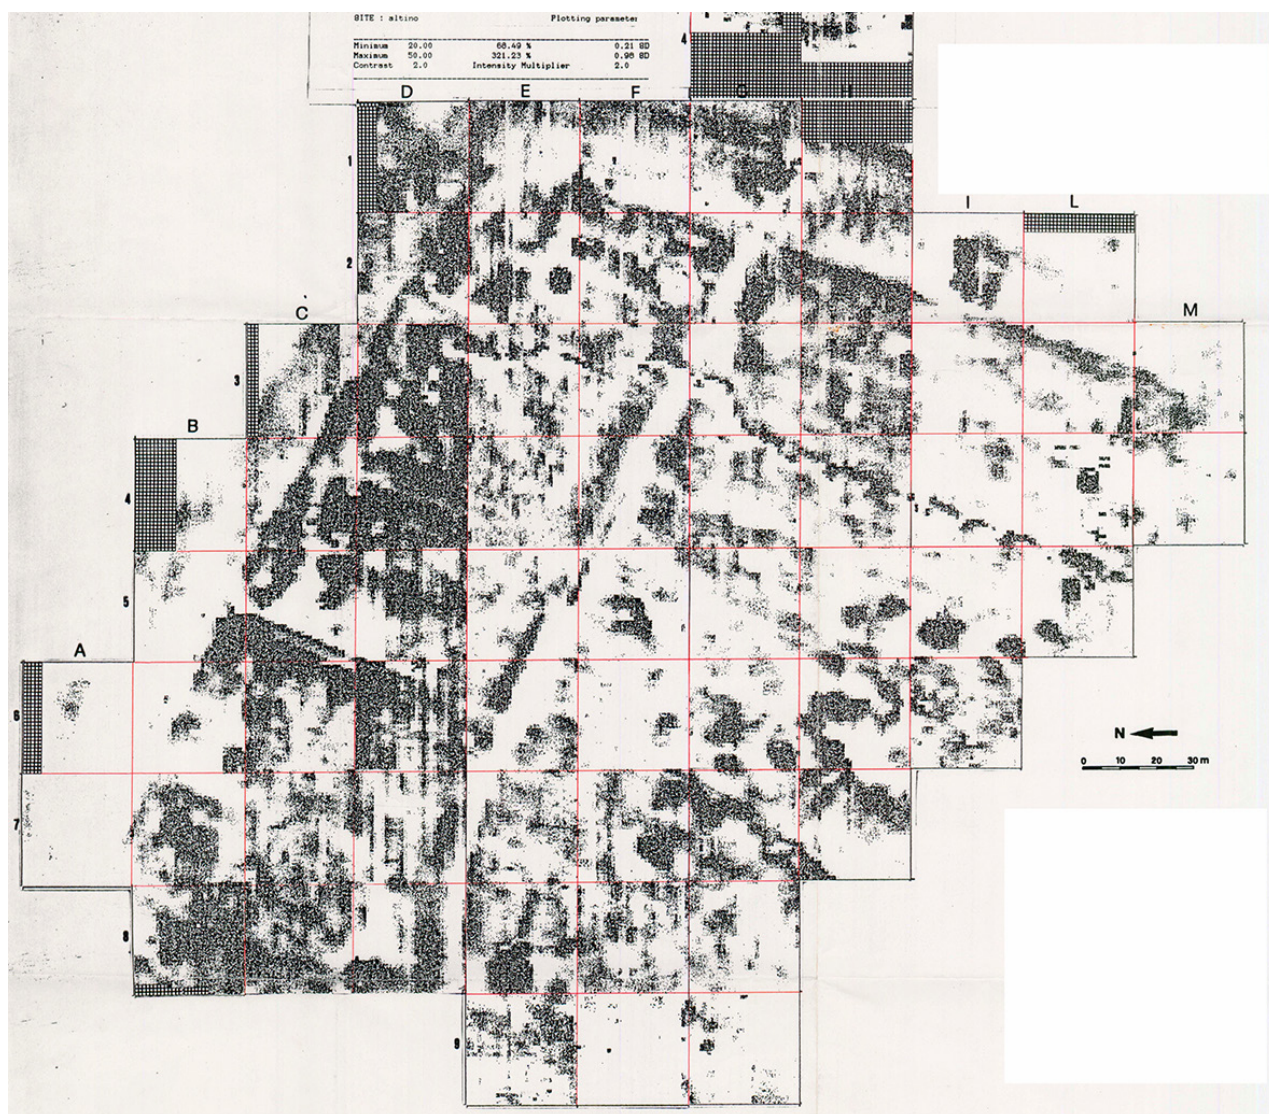 SITE : altino Plotting parameter
Minimum 20.00 68.49 % 0.21 SD
Maximum 50.00 321.23 % 0.98 SD
Contrast 2.0 Intensity Multiplier 2.0
4
D E F G H
1
I L
2
C M
3
B
4
5
A
6
N
0 10 20 30 m
7
8
9